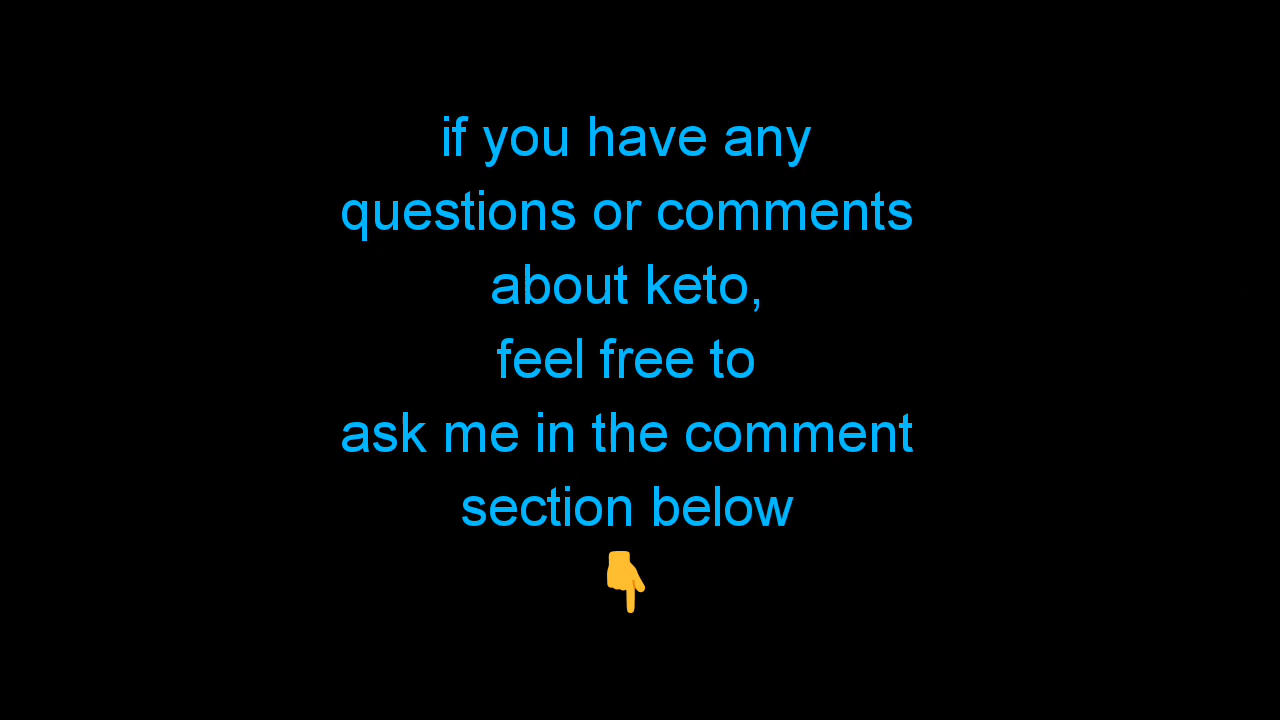 if you have any
questions or comments
about keto,
feel free to
ask me in the comment
section below
👇